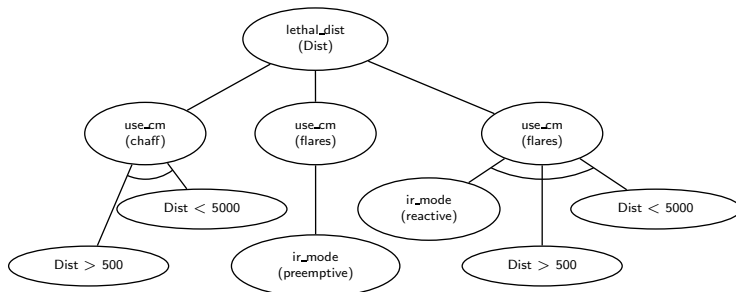 lethal_dist
(Dist)
use_cm
(chaff)
use_cm
(flares)
use_cm
(flares)
Dist < 5000
ir_mode
(reactive)
Dist < 5000
Dist > 500
ir_mode
(preemptive)
Dist > 500